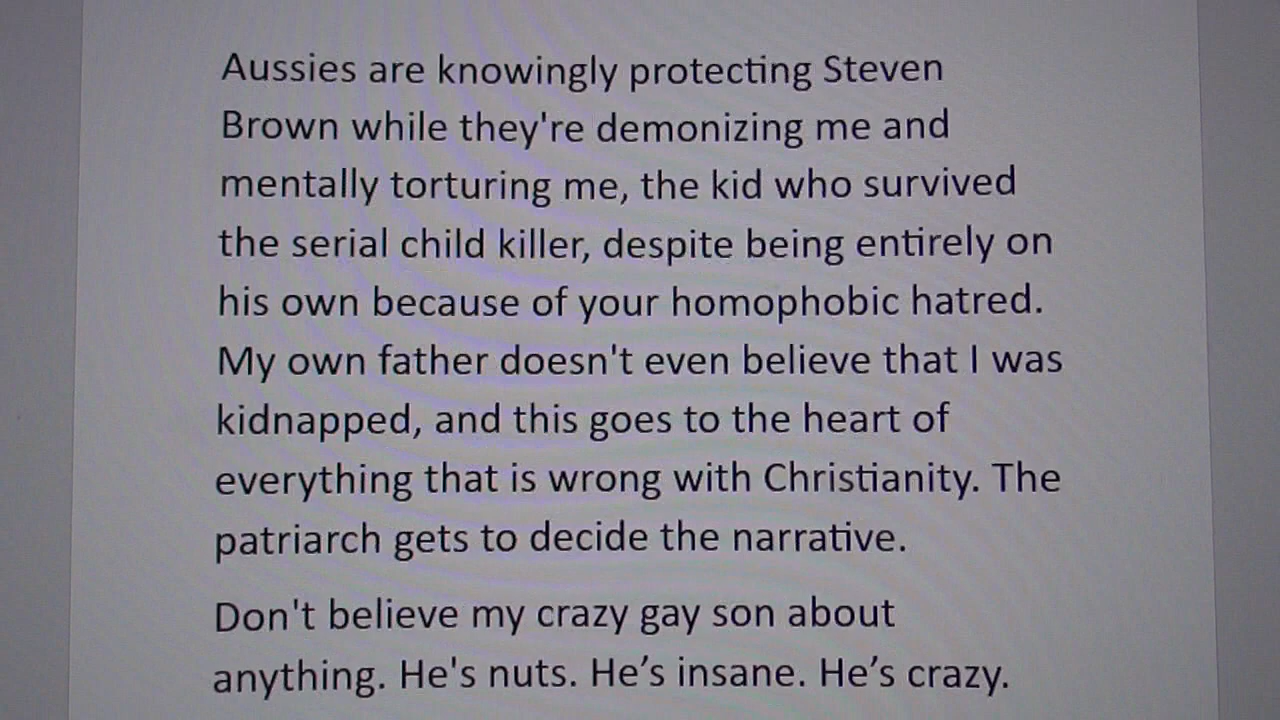 Aussies are knowingly protecting Steven
Brown while they're demonizing me and
mentally torturing me, the kid who survived
the serial child killer, despite being entirely on
his own because of your homophobic hatred.
My own father doesn't even believe that I was
kidnapped, and this goes to the heart of
everything that is wrong with Christianity. The
patriarch gets to decide the narrative.
Don't believe my crazy gay son about
anything. He's nuts. He’s insane. He’s crazy.